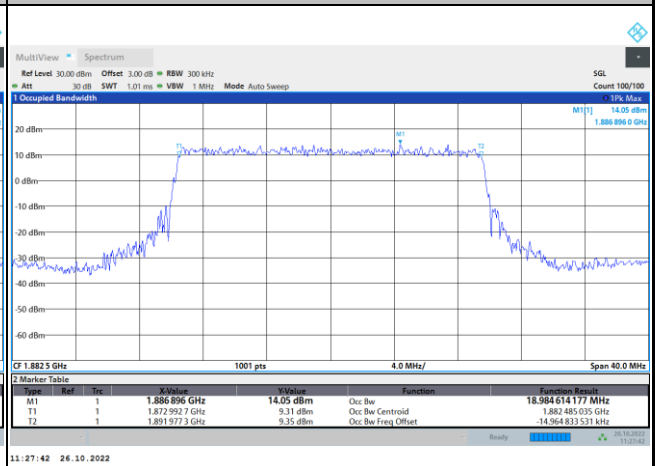 MultiView Spectrum
Ref Level 30.00 dBm Offset 3.00 dB RBW 300 kHz SGL
Att 30 dB SWT 1.01 ms VBW 1 MHz Mode Auto Sweep Count 100/100
1 Occupied Bandwidth 1Pk Max
M1[1] 14.05 dBm
1.886 896 0 GHz
20 dBm
M1
T1 T2
10 dBm
0 dBm
-10 dBm
-20 dBm
-30 dBm
-40 dBm
-50 dBm
-60 dBm
CF 1.882 5 GHz 1001 pts 4.0 MHz/ Span 40.0 MHz
2 Marker Table
Type Ref Trc X-Value Y-Value Function Function Result
M1 1 1.886 896 GHz 14.05 dBm Occ Bw 18.984 614 177 MHz
T1 1 1.872 992 7 GHz 9.31 dBm Occ Bw Centroid 1.882 485 035 GHz
T2 1 1.891 977 3 GHz 9.35 dBm Occ Bw Freq Offset -14.964 833 531 kHz
Ready 26.10.2022
11:27:42
11:27:42 26.10.2022